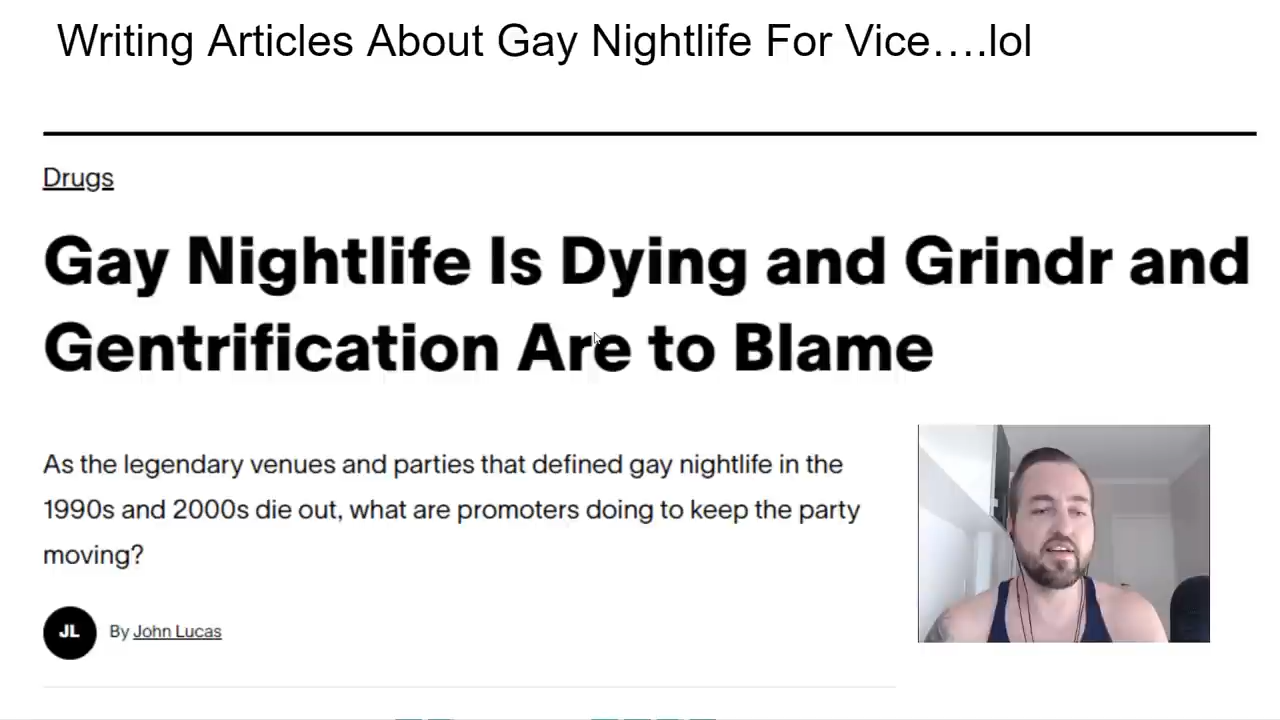 Writing Articles About Gay Nightlife For Vice....lol
Drugs
Gay Nightlife Is Dying and Grindr and
Gentrification Are to Blame
As the legendary venues and parties that defined gay nightlife in the
1990s and 2000s die out, what are promoters doing to keep the party
moving?
JL By John Lucas